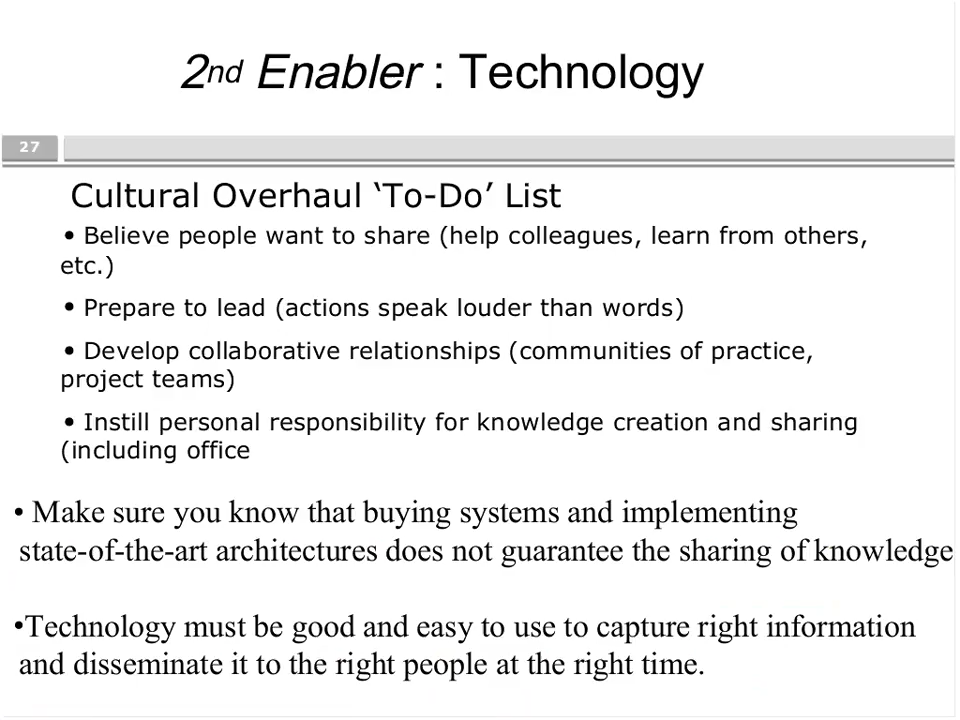 2nd Enabler : Technology
27
Cultural Overhaul ‘To-Do’ List
• Believe people want to share (help colleagues, learn from others,
etc.)
• Prepare to lead (actions speak louder than words)
• Develop collaborative relationships (communities of practice,
project teams)
• Instill personal responsibility for knowledge creation and sharing
(including office
• Make sure you know that buying systems and implementing
state-of-the-art architectures does not guarantee the sharing of knowledge
•Technology must be good and easy to use to capture right information
and disseminate it to the right people at the right time.